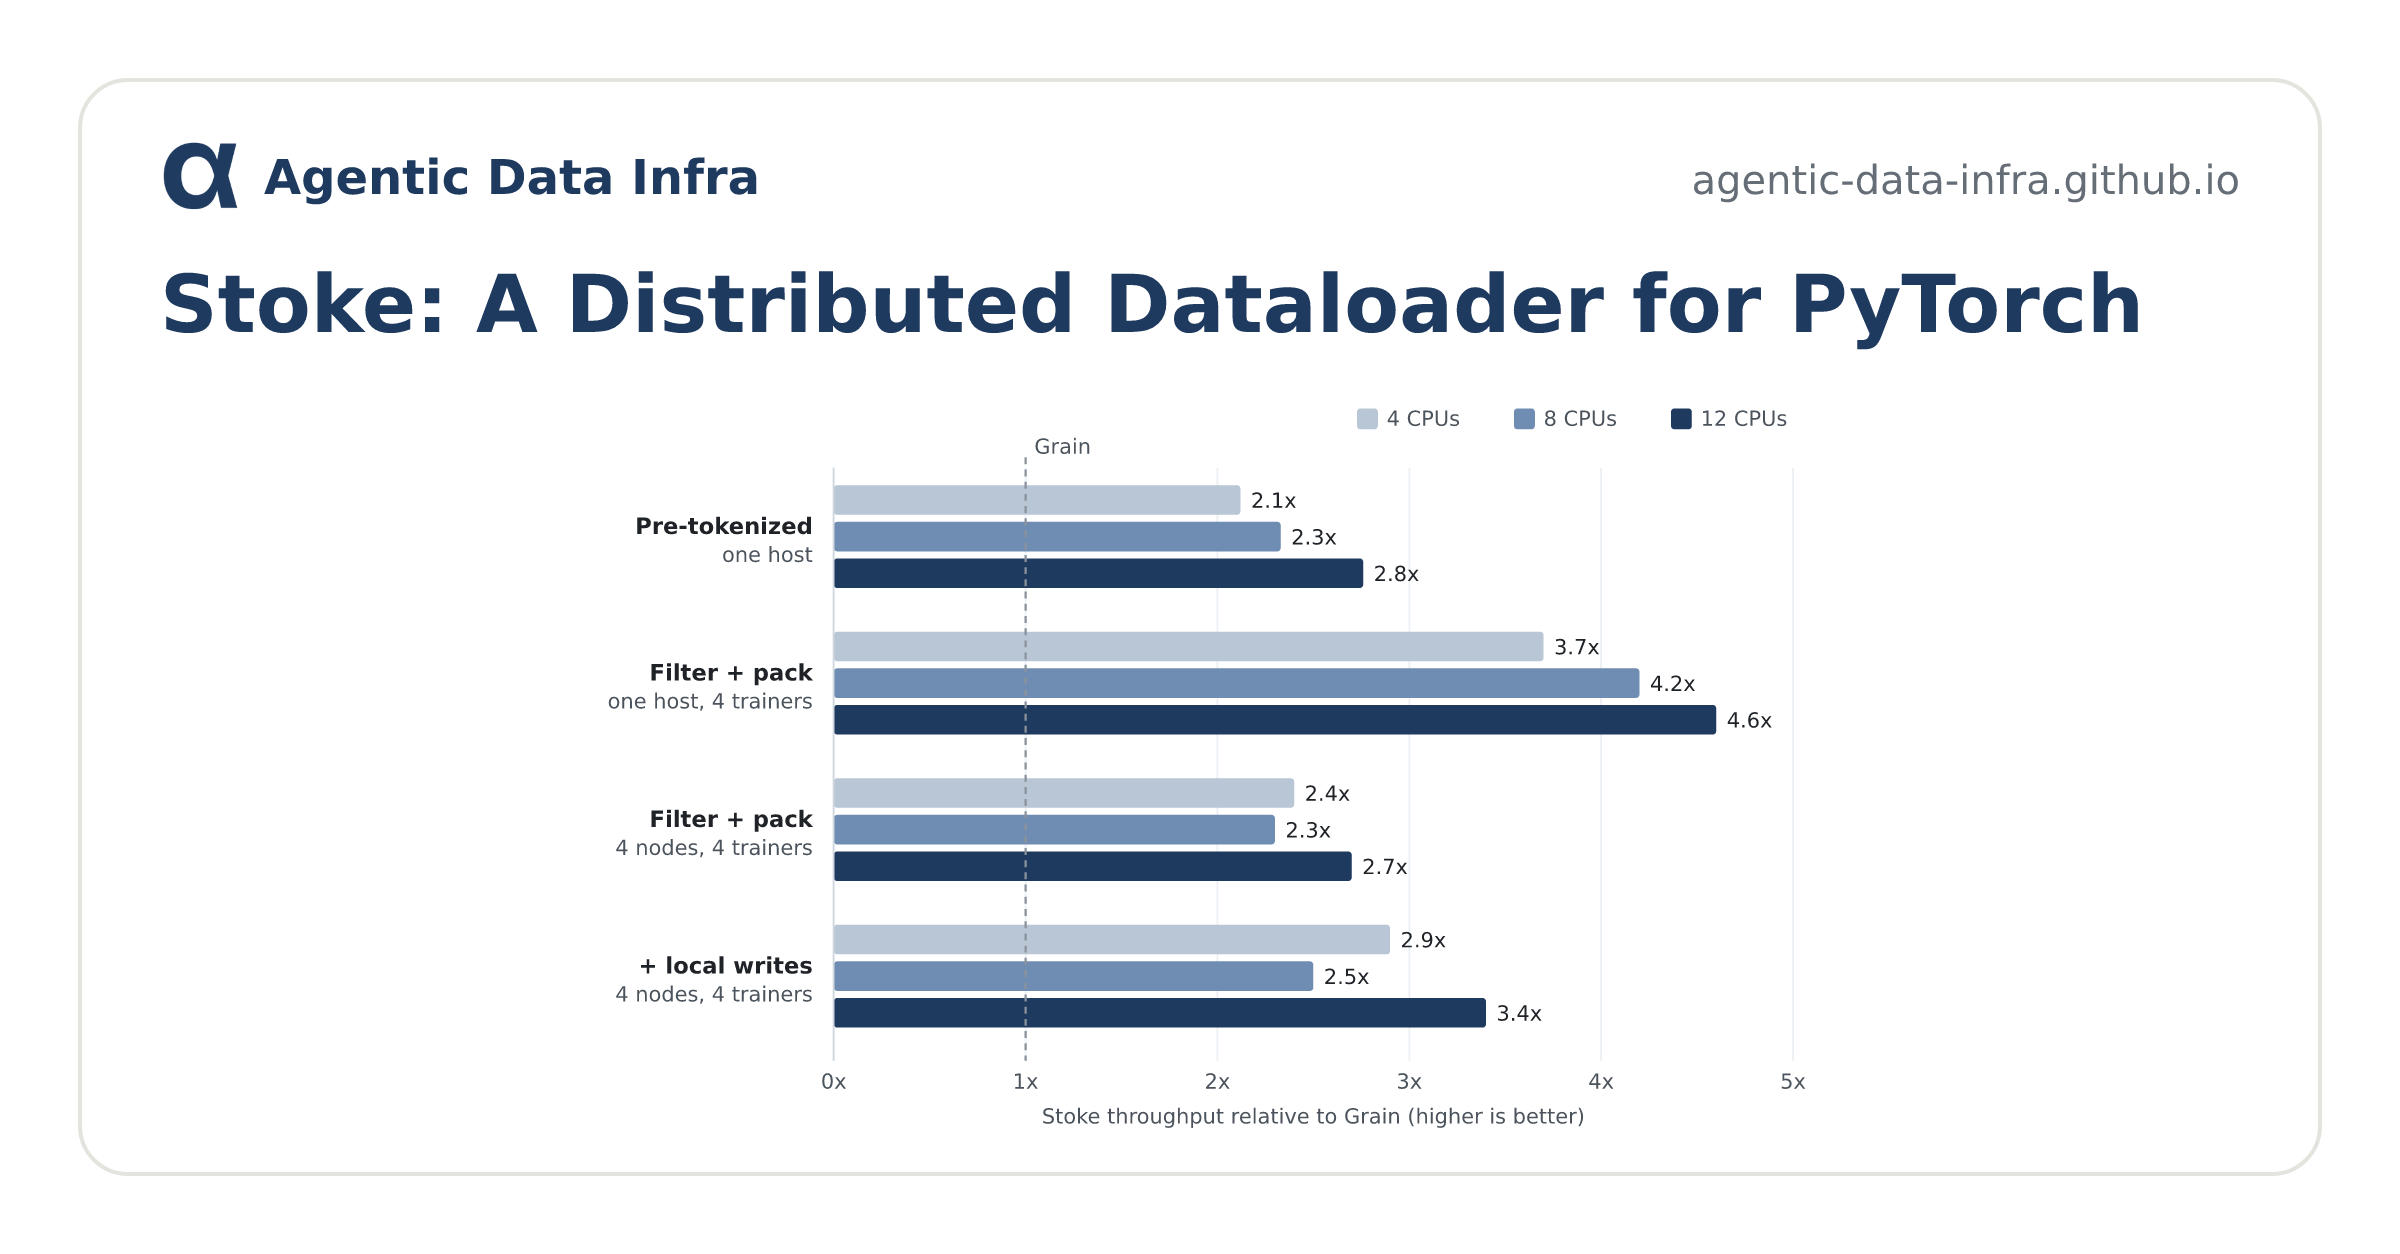 α Agentic Data Infra
agentic-data-infra.github.io
Stoke: A Distributed Dataloader for PyTorch
4 CPUs 8 CPUs 12 CPUs
Grain
Pre-tokenized
one host
2.1x
2.3x
2.8x
Filter + pack
one host, 4 trainers
3.7x
4.2x
4.6x
Filter + pack
4 nodes, 4 trainers
2.4x
2.3x
2.7x
+ local writes
4 nodes, 4 trainers
2.9x
2.5x
3.4x
0x 1x 2x 3x 4x 5x
Stoke throughput relative to Grain (higher is better)